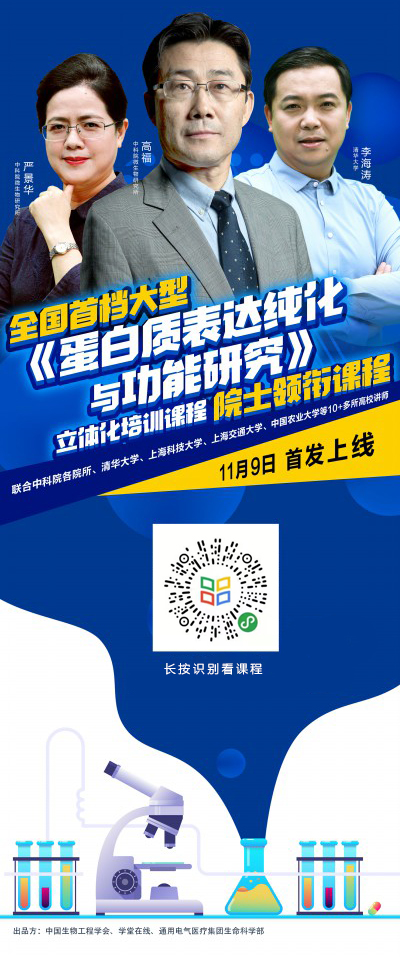 严景华
中科院微生物研究所
高福
中科院微生物研究所
李海涛
清华大学
全国首档大型
《蛋白质表达纯化
与功能研究》
立体化培训课程 院士领衔课程
联合中科院各院所、清华大学、上海科技大学、上海交通大学、中国农业大学等10+多所高校讲师
11月9日 首发上线
长按识别看课程
出品方：中国生物工程学会、学堂在线、通用电气医疗集团生命科学部